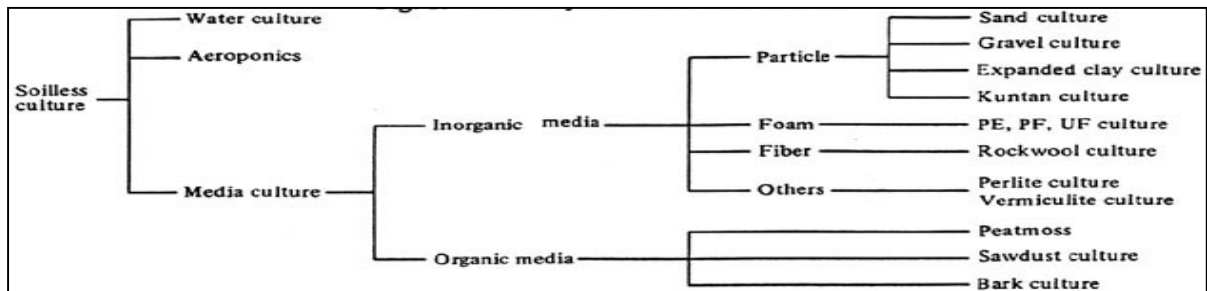 Soilless
culture
Water culture
Aeroponics
Media culture
Inorganic media
Organic media
Particle
Foam
Fiber
Others
Sand culture
Gravel culture
Expanded clay culture
Kuntan culture
PE, PF, UF culture
Rockwool culture
Perlite culture
Vermiculite culture
Peatmoss
Sawdust culture
Bark culture